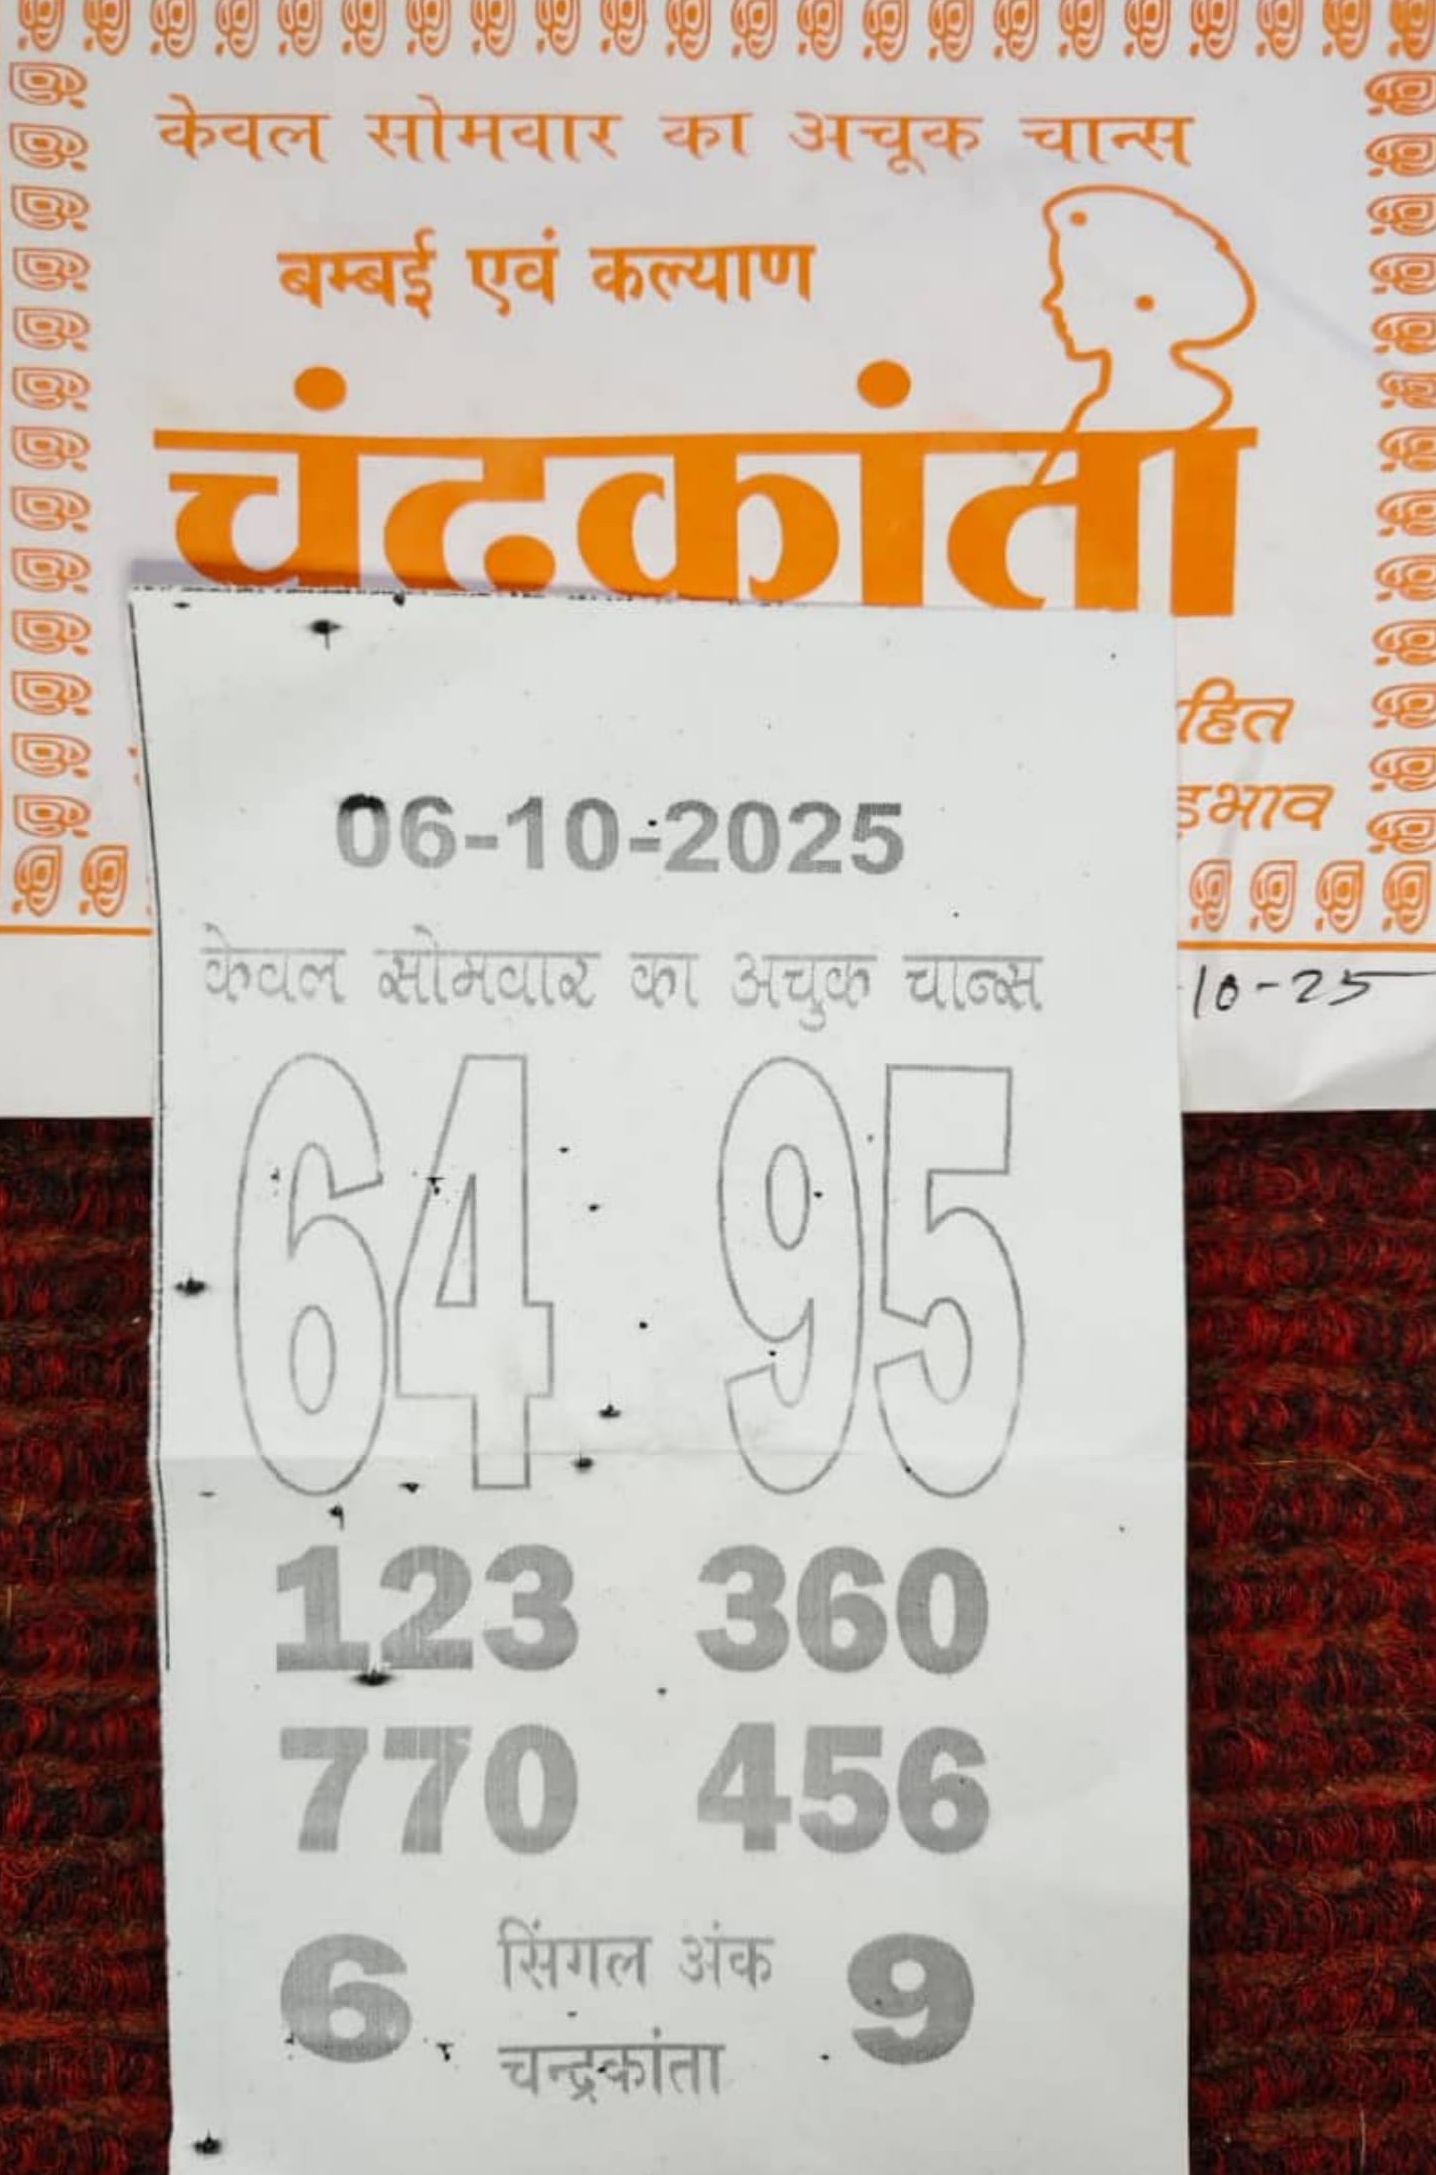 केवल सोमवार का अचूक चान्स
बम्बई एवं कल्याण
चंद्रकांता
06-10-2025
केवल सोमवार का अचुक चान्स
64 95
10-25
123 360
770 456
6 सिंगल अंक 9
चन्द्रकांता